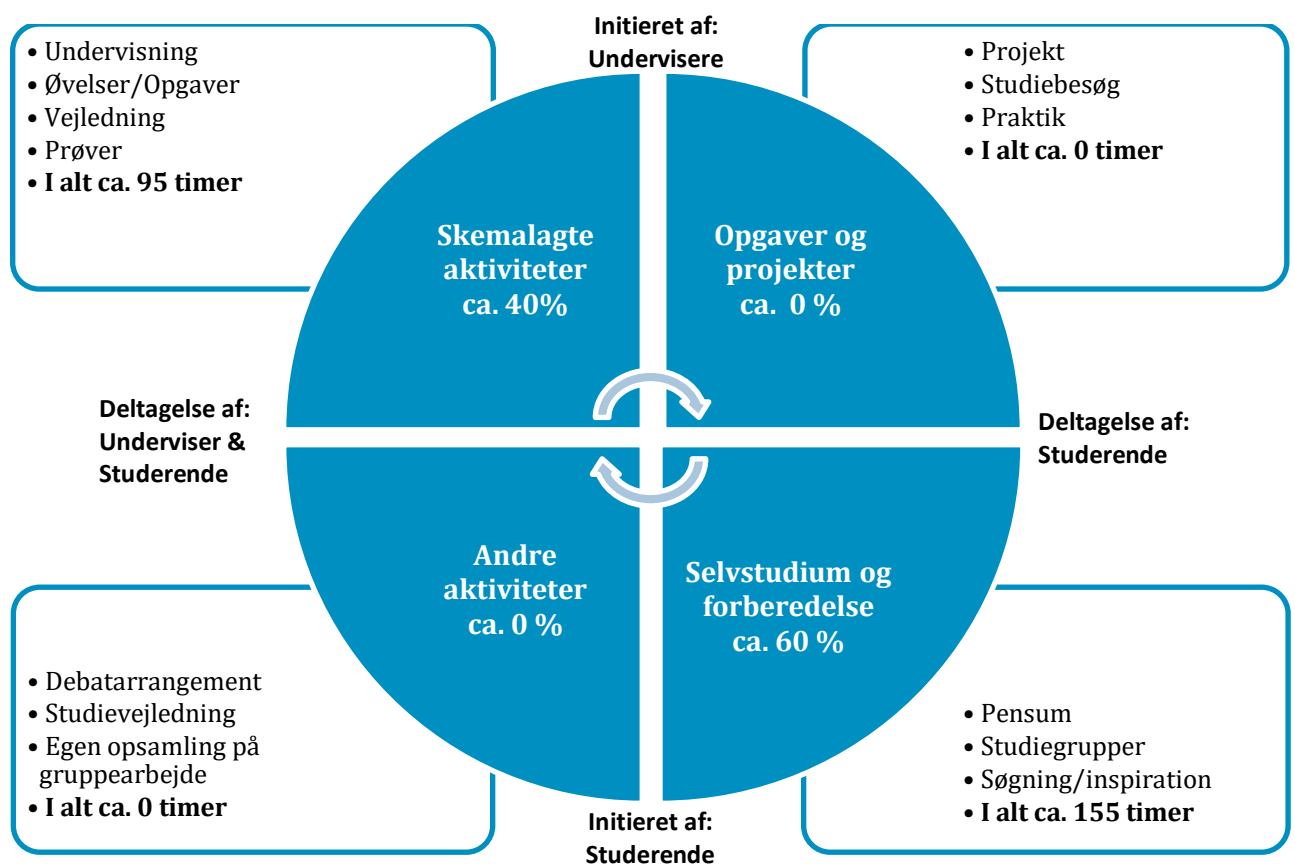 Initieret af:
Undervisere
• Undervisning
• Øvelser/Opgaver
• Vejledning
• Prøver
• I alt ca. 95 timer
• Projekt
• Studiebesøg
• Praktik
• I alt ca. 0 timer
Skemalagte
aktiviteter
ca. 40%
Opgaver og
projekter
ca. 0 %
Deltagelse af:
Underviser &
Studerende
Deltagelse af:
Studerende
Andre
aktiviteter
ca. 0 %
Selvstudium og
forberedelse
ca. 60 %
• Debatarrangement
• Studievejledning
• Egen opsamling på
gruppearbejde
• I alt ca. 0 timer
• Pensum
• Studiegrupper
• Søgning/inspiration
• I alt ca. 155 timer
Initieret af:
Studerende